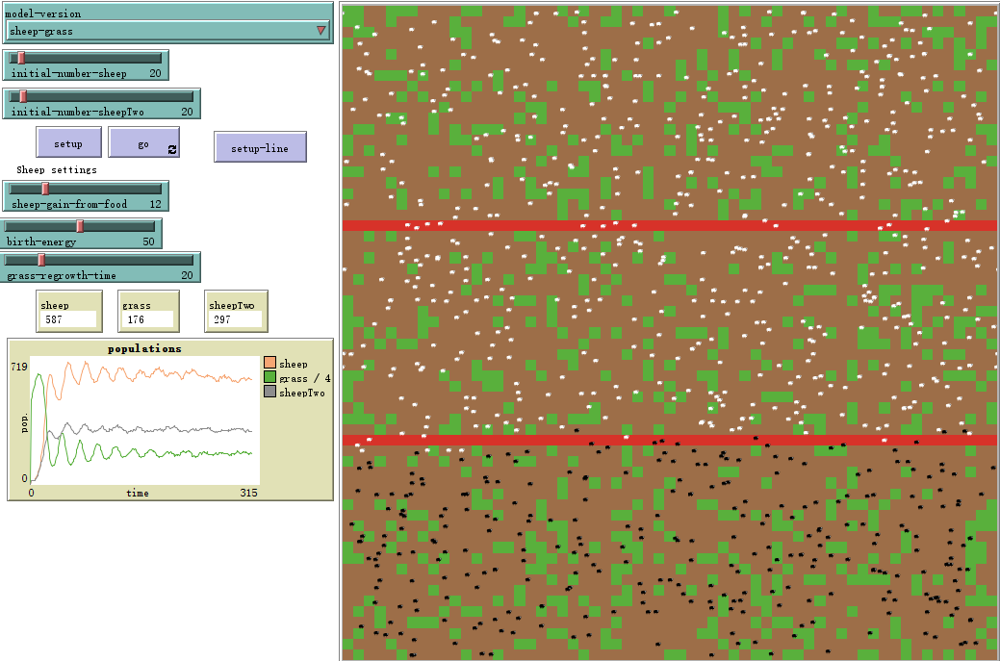 model-version
sheep-grass
initial-number-sheep 20
initial-number-sheepTwo 20
setup
go
setup-line
Sheep settings
sheep-gain-from-food 12
birth-energy 50
grass-regrowth-time 20
sheep
587
grass
176
sheepTwo
297
populations
719
pop
0
0
time
315
sheep
grass / 4
sheepTwo